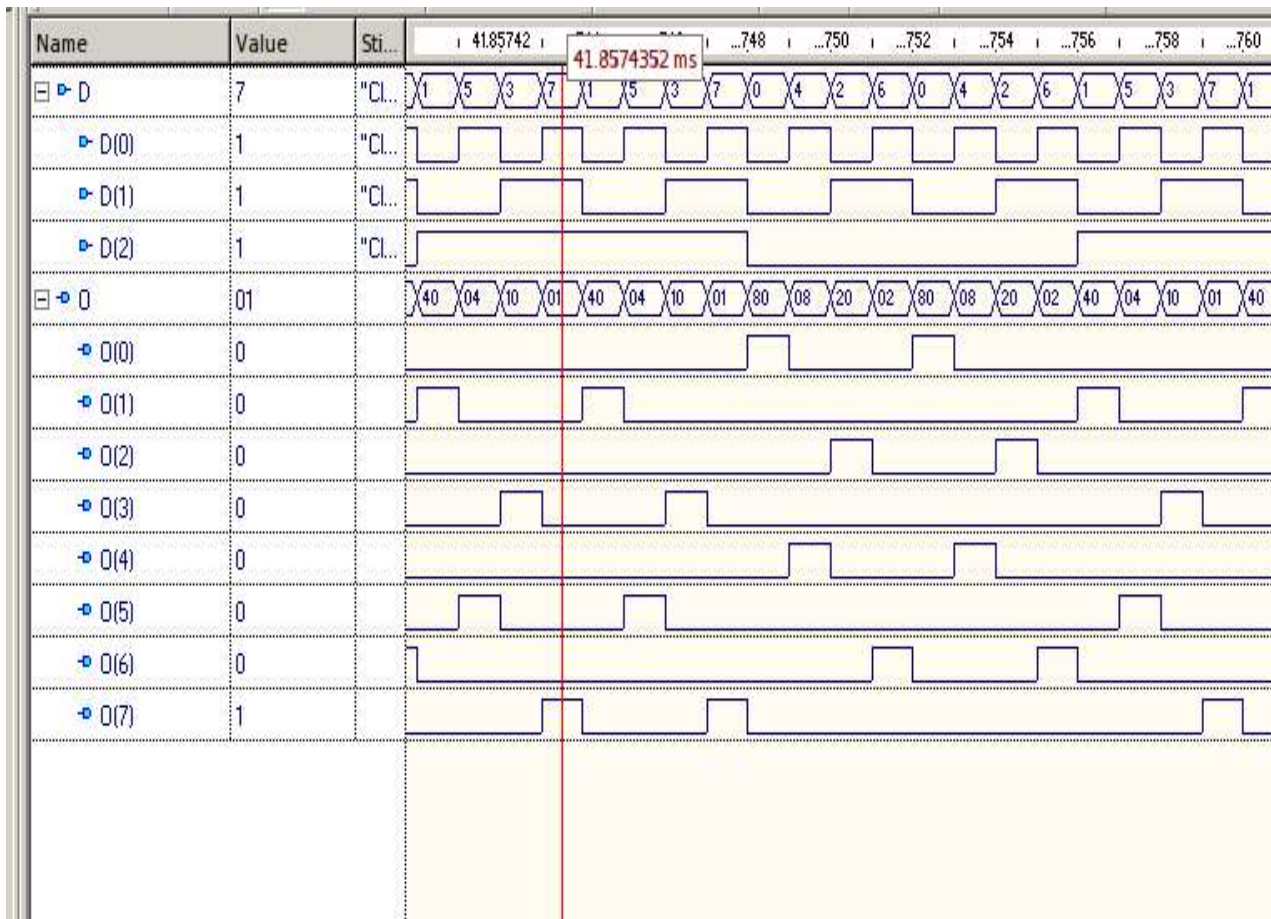 Name Value Sti... 41.85742 ...748 ...750 ...752 ...754 ...756 ...758 ...760
41.8574352 ms
D 7 "Cl... 1 5 3 7 1 5 3 7 0 4 2 6 0 4 2 6 1 5 3 7 1
D(0) 1 "Cl...
D(1) 1 "Cl...
D(2) 1 "Cl...
O 01 40 04 10 01 40 04 10 01 80 08 20 02 80 08 20 02 40 04 10 01 40
O(0) 0
O(1) 0
O(2) 0
O(3) 0
O(4) 0
O(5) 0
O(6) 0
O(7) 1